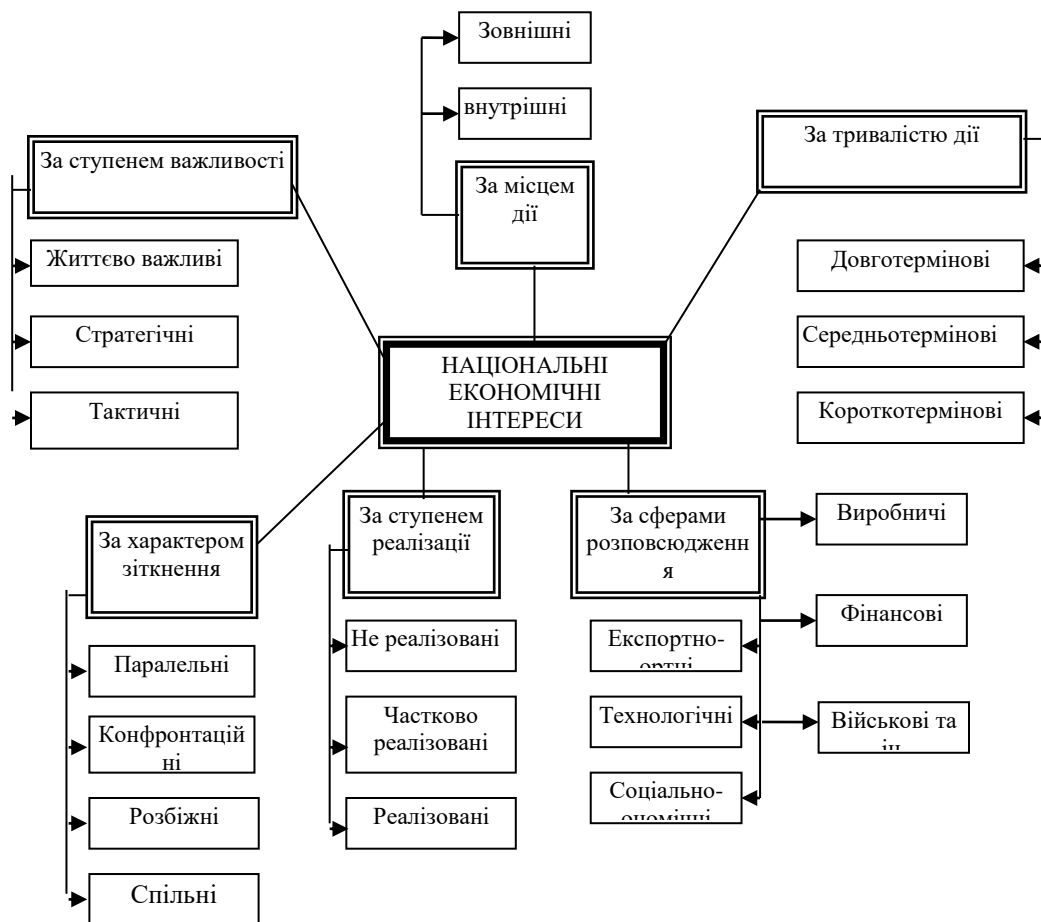 Зовнішні
внутрішні
За місцем
дії
За ступенем важливості
Життєво важливі
Стратегічні
Тактичні
За тривалістю дії
Довготермінові
Середньотермінові
Короткотермінові
НАЦІОНАЛЬНІ
ЕКОНОМІЧНІ
ІНТЕРЕСИ
За характером
зіткнення
Паралельні
Конфронтацій
ні
Розбіжні
Спільні
За ступенем
реалізації
Не реалізовані
Частково
реалізовані
Реалізовані
За сферами
розповсюдженн
я
Виробничі
Фінансові
Військові та
ін
Експортно-
Технологічні
Соціально-